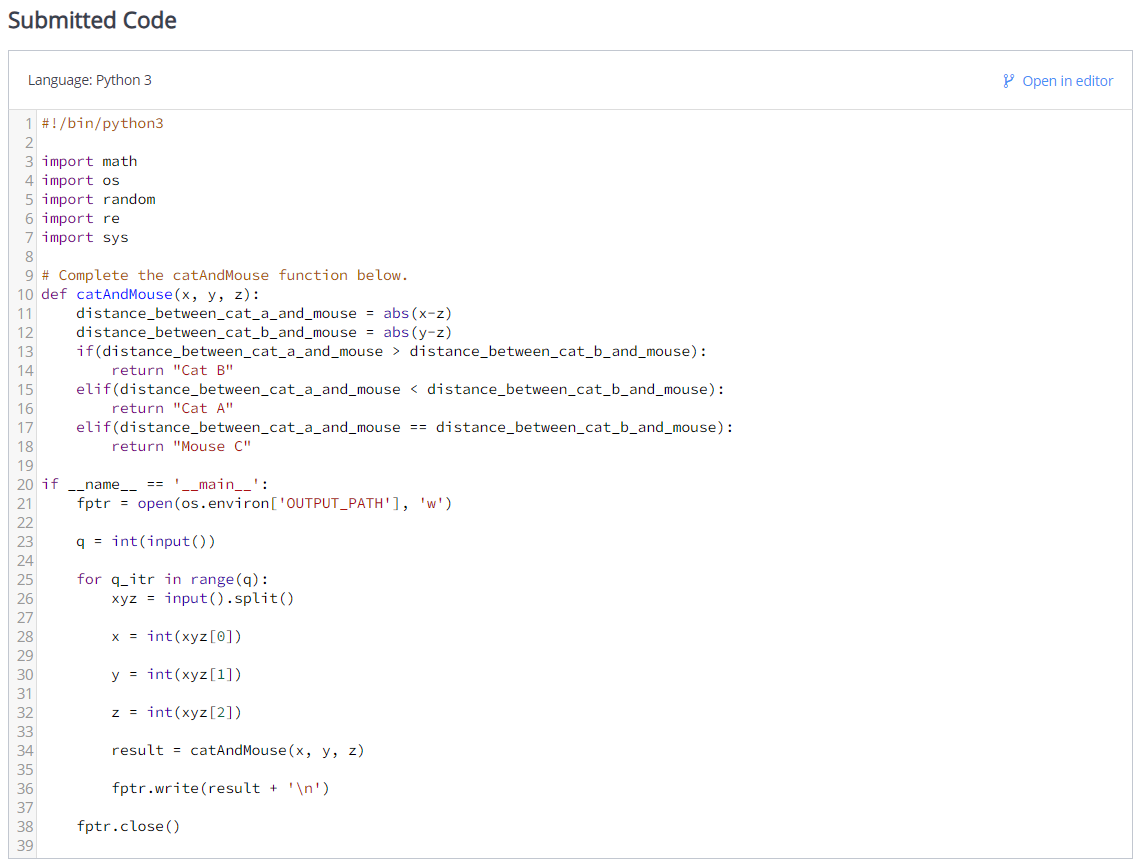 Submitted Code
Language: Python 3
Open in editor
1 #!/bin/python3
2
3 import math
4 import os
5 import random
6 import re
7 import sys
8
9 # Complete the catAndMouse function below.
10 def catAndMouse(x, y, z):
11     distance_between_cat_a_and_mouse = abs(x-z)
12     distance_between_cat_b_and_mouse = abs(y-z)
13     if(distance_between_cat_a_and_mouse > distance_between_cat_b_and_mouse):
14         return "Cat B"
15     elif(distance_between_cat_a_and_mouse < distance_between_cat_b_and_mouse):
16         return "Cat A"
17     elif(distance_between_cat_a_and_mouse == distance_between_cat_b_and_mouse):
18         return "Mouse C"
19
20 if __name__ == '__main__':
21     fptr = open(os.environ['OUTPUT_PATH'], 'w')
22
23     q = int(input())
24
25     for q_itr in range(q):
26         xyz = input().split()
27
28         x = int(xyz[0])
29
30         y = int(xyz[1])
31
32         z = int(xyz[2])
33
34         result = catAndMouse(x, y, z)
35
36         fptr.write(result + '\n')
37
38     fptr.close()
39